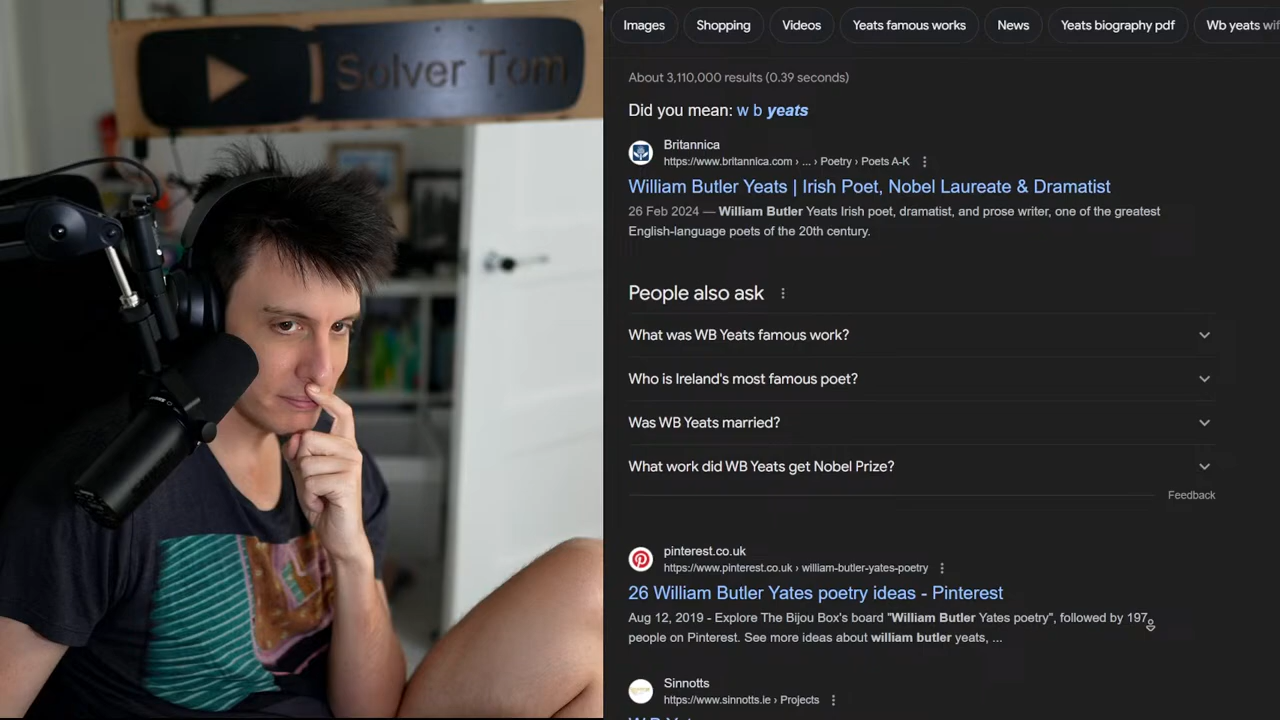 Solver Tom
Images
Shopping
Videos
Yeats famous works
News
Yeats biography pdf
Wb yeats
About 3,110,000 results (0.39 seconds)
Did you mean: w b yeats
Britannica
https://www.britannica.com › ... › Poetry › Poets A-K
William Butler Yeats | Irish Poet, Nobel Laureate & Dramatist
26 Feb 2024 — William Butler Yeats Irish poet, dramatist, and prose writer, one of the greatest
English-language poets of the 20th century.
People also ask
What was WB Yeats famous work?
Who is Ireland's most famous poet?
Was WB Yeats married?
What work did WB Yeats get Nobel Prize?
Feedback
pinterest.co.uk
https://www.pinterest.co.uk › william-butler-yates-poetry
26 William Butler Yates poetry ideas - Pinterest
Aug 12, 2019 - Explore The Bijou Box's board "William Butler Yates poetry", followed by 197
people on Pinterest. See more ideas about william butler yeats, ...
Sinnotts
https://www.sinnotts.ie › Projects